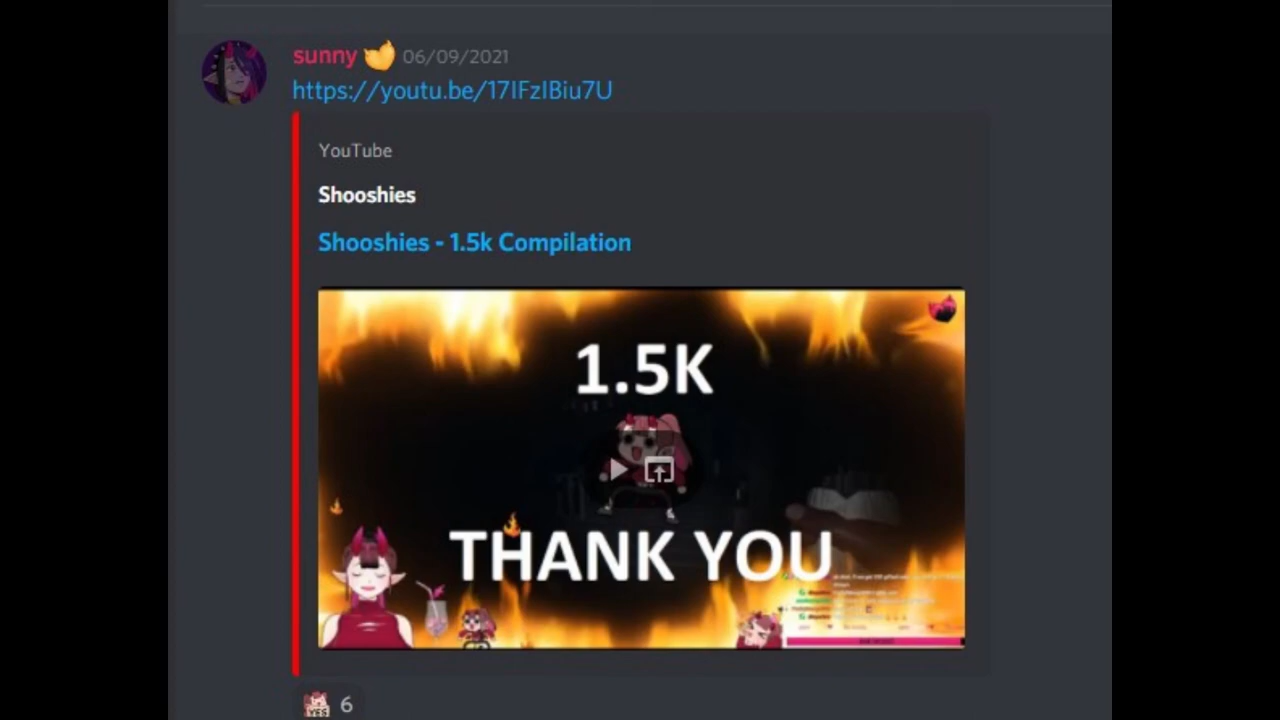 sunny 06/09/2021
https://youtu.be/17IFzIBiu7U
YouTube
Shooshies
Shooshies - 1.5k Compilation
1.5K
THANK YOU
YES 6